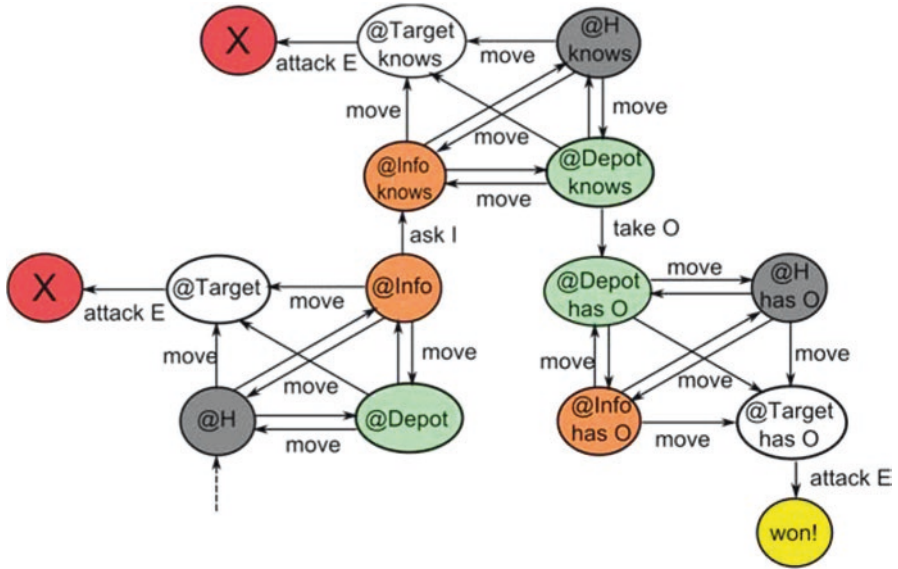 X
attack E
@Target
knows
move
@H
knows
move
move
move
@Info
knows
@Depot
knows
move
ask I
take O
X
attack E
@Target
move
@Info
@Depot
has O
move
@H
has O
move
move
move
move
move
move
@H
@Depot
move
@Info
has O
move
@Target
has O
attack E
won!